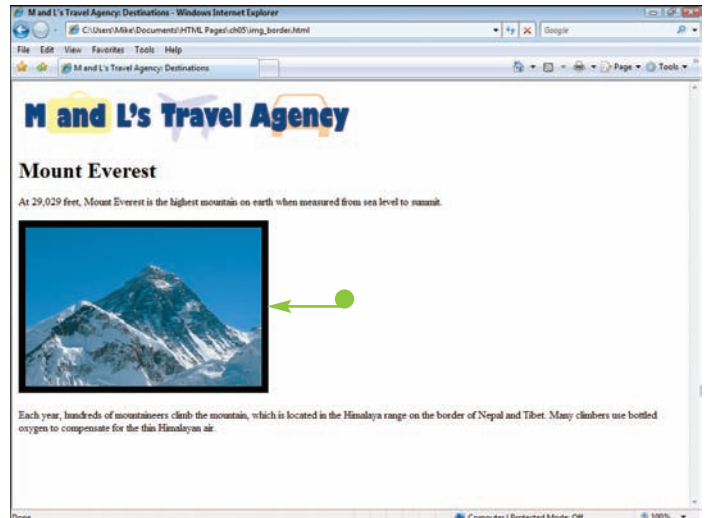 M and L's Travel Agency: Destinations - Windows Internet Explorer
C:\Users\Mike\Documents\HTML Pages\ch05\img_border.html
Google
File Edit View Favorites Tools Help
M and L's Travel Agency: Destinations
Page Tools
M and L's Travel Agency
Mount Everest
At 29,029 feet, Mount Everest is the highest mountain on earth when measured from sea level to summit.
Each year, hundreds of mountaineers climb the mountain, which is located in the Himalaya range on the border of Nepal and Tibet. Many climbers use bottled
oxygen to compensate for the thin Himalayan air.
Done Computer | Protected Mode: Off 100%